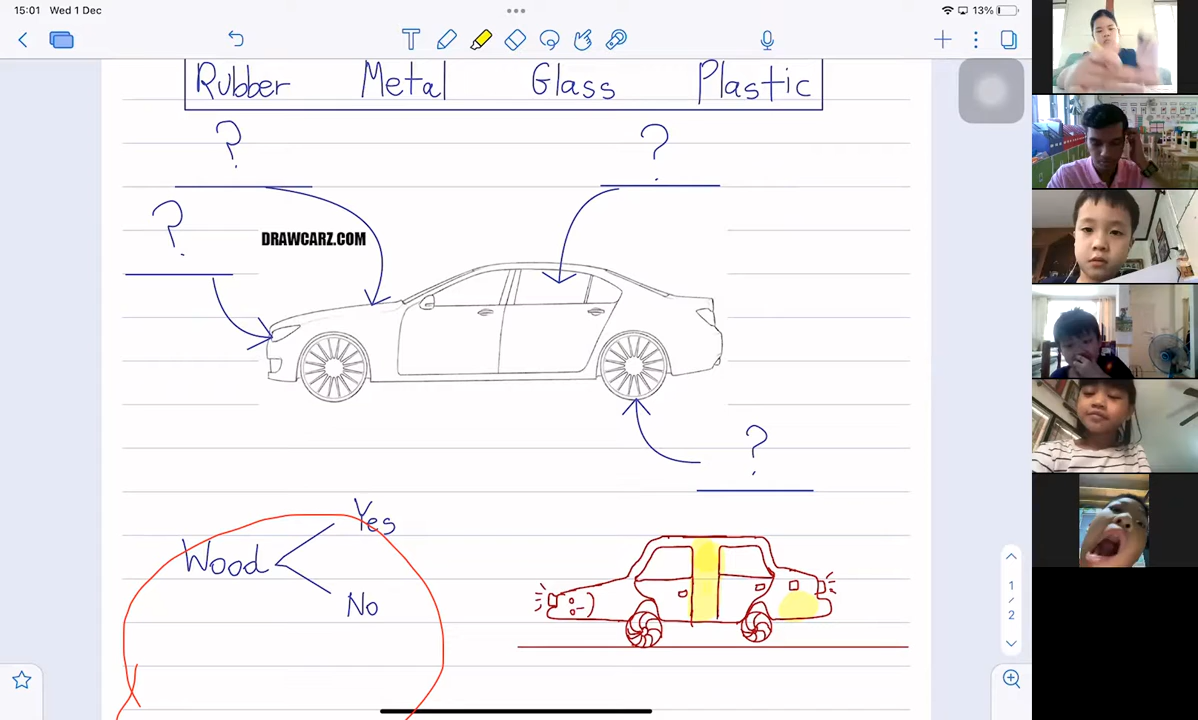 15:01 Wed 1 Dec
13%
Rubber Metal Glass Plastic
? ?
?
DRAWCARZ.COM
?
Yes
Wood
No
1
/
2